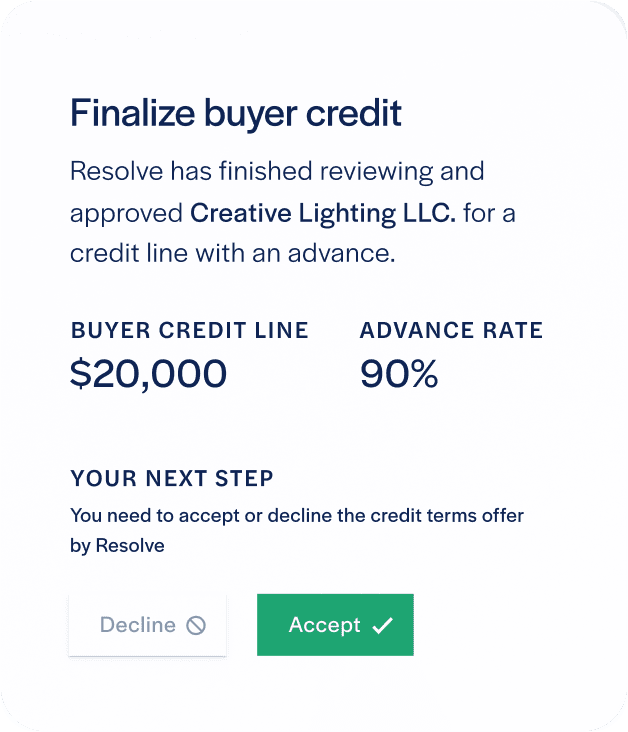 Finalize buyer credit
Resolve has finished reviewing and
approved Creative Lighting LLC. for a
credit line with an advance.
BUYER CREDIT LINE
$20,000
ADVANCE RATE
90%
YOUR NEXT STEP
You need to accept or decline the credit terms offer
by Resolve
Decline
Accept